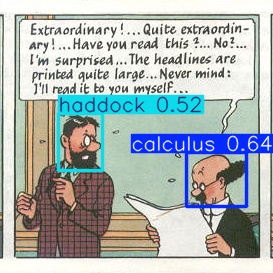 Extraordinary!... Quite extraordin-
ary!... Have you read this?... No?...
I'm surprised... The headlines are
printed quite large... Never mind:
I'll read it to you myself...
haddock 0.52
calculus 0.64